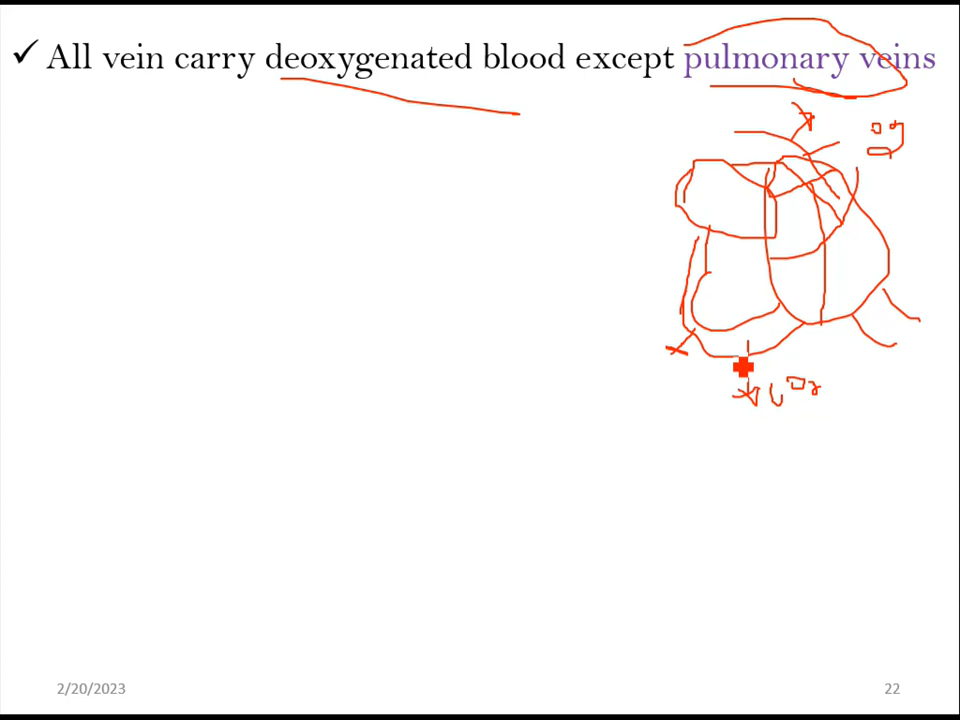 ✓ All vein carry deoxygenated blood except pulmonary veins
2/20/2023
22